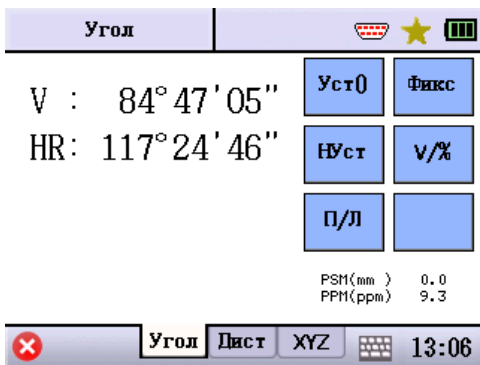 Угол
V : 84°47'05"
HR: 117°24'46"
Уст0 Фикс
НУст V/%
П/Л
PSM(mm ) 0.0
PPM(ppm) 9.3
Угол Дист XYZ 13:06